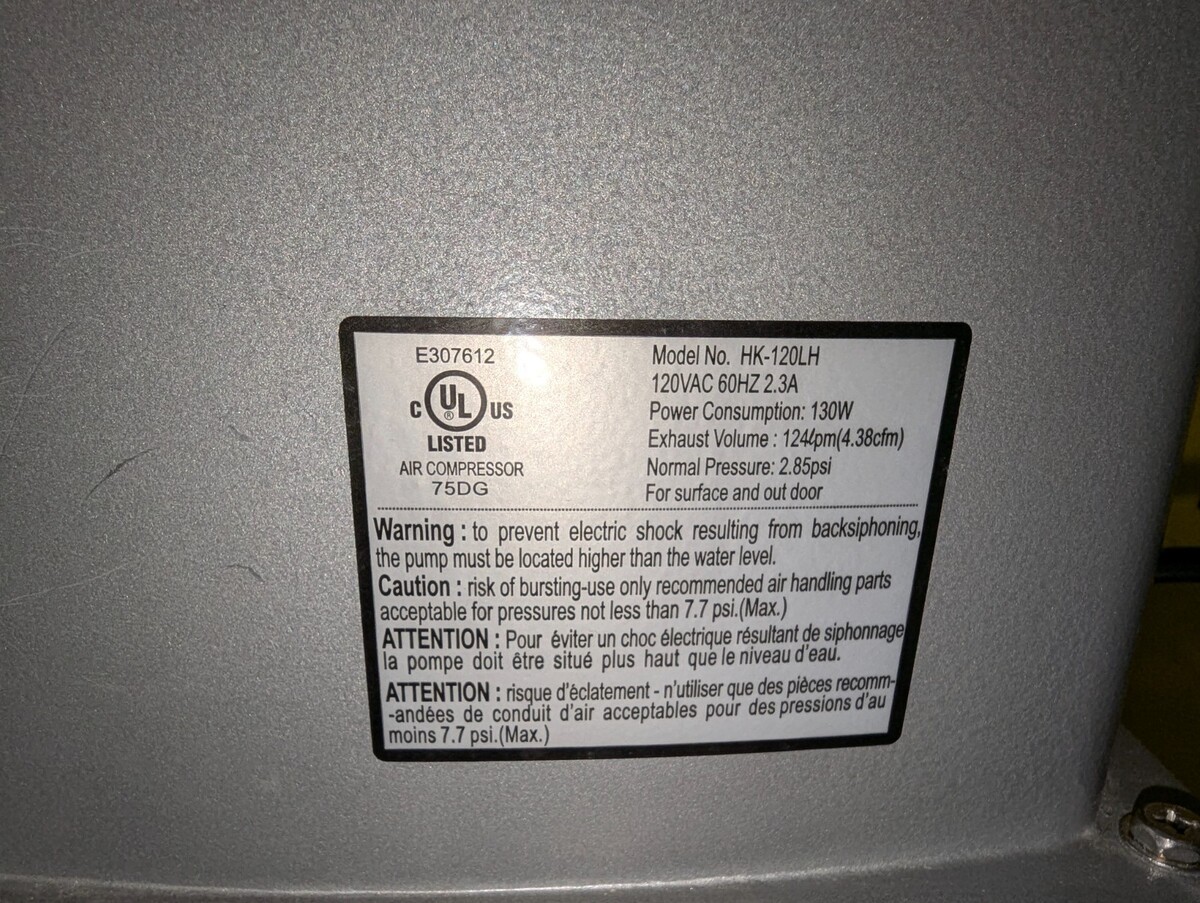 E307612
C UL US
®
LISTED
AIR COMPRESSOR
75DG
Model No. HK-120LH
120VAC 60HZ 2.3A
Power Consumption: 130W
Exhaust Volume : 124ℓpm(4.38cfm)
Normal Pressure: 2.85psi
For surface and out door
Warning : to prevent electric shock resulting from backsiphoning,
the pump must be located higher than the water level.
Caution : risk of bursting-use only recommended air handling parts
acceptable for pressures not less than 7.7 psi.(Max.)
ATTENTION : Pour éviter un choc électrique résultant de siphonnage
la pompe doit être situé plus haut que le niveau d'eau.
ATTENTION : risque d'éclatement - n'utiliser que des pièces recomm-
-andées de conduit d'air acceptables pour des pressions d'au
moins 7.7 psi.(Max.)